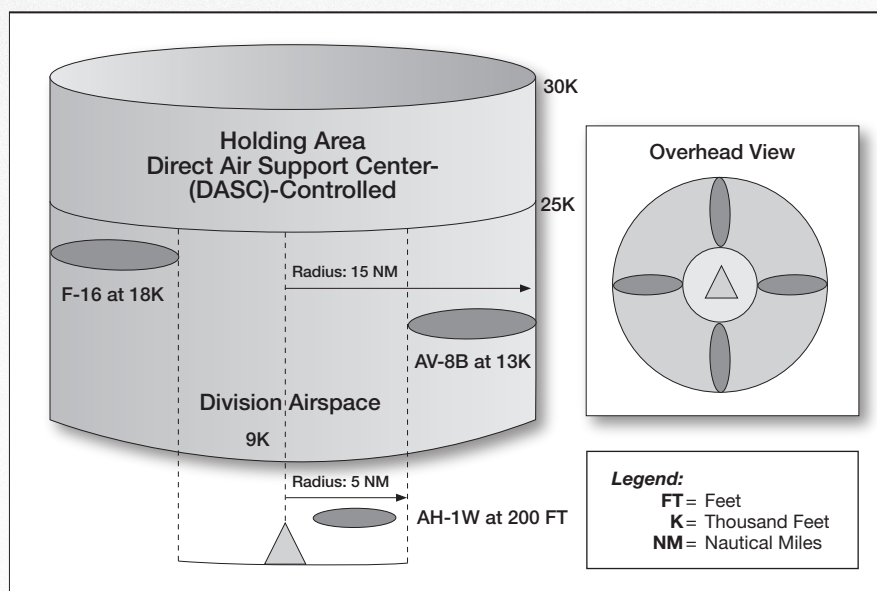 30K
Holding Area
Direct Air Support Center-
(DASC)-Controlled
25K
Radius: 15 NM
F-16 at 18K
AV-8B at 13K
Division Airspace
9K
Radius: 5 NM
AH-1W at 200 FT
Overhead View
Legend:
FT = Feet
K = Thousand Feet
NM = Nautical Miles